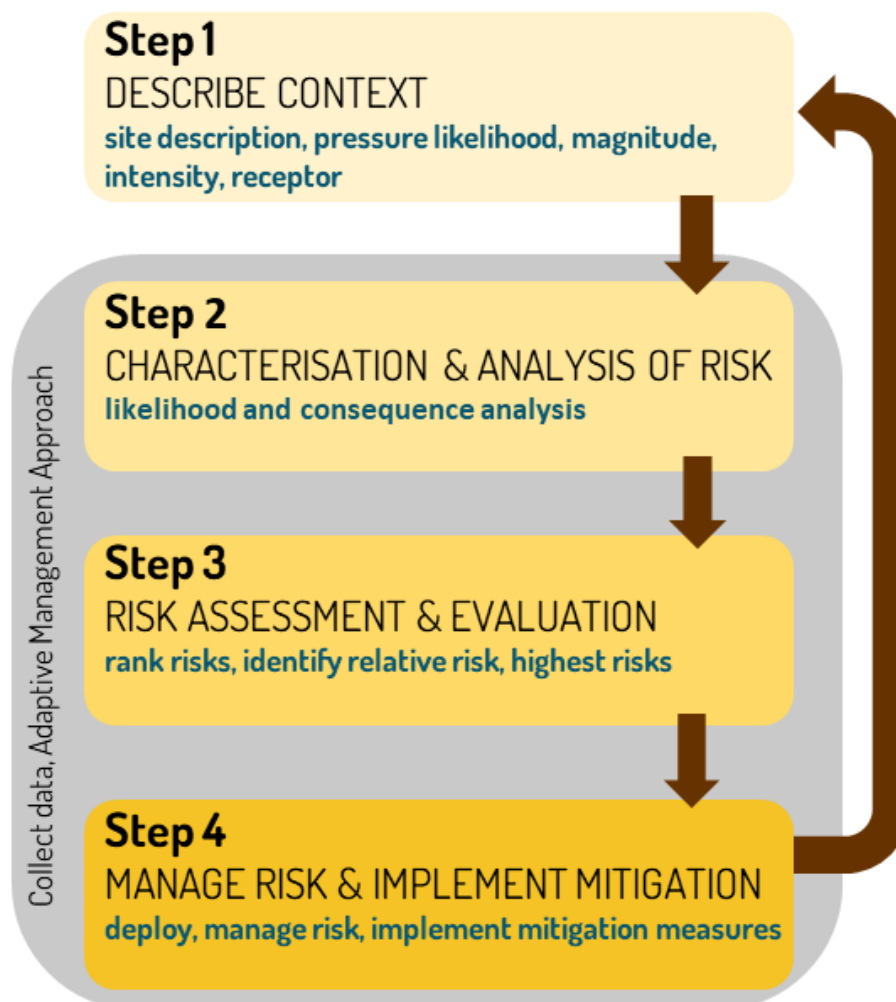 Step 1
DESCRIBE CONTEXT
site description, pressure likelihood, magnitude,
intensity, receptor
Step 2
CHARACTERISATION & ANALYSIS OF RISK
likelihood and consequence analysis
Step 3
RISK ASSESSMENT & EVALUATION
rank risks, identify relative risk, highest risks
Step 4
MANAGE RISK & IMPLEMENT MITIGATION
deploy, manage risk, implement mitigation measures
Collect data, Adaptive Management Approach